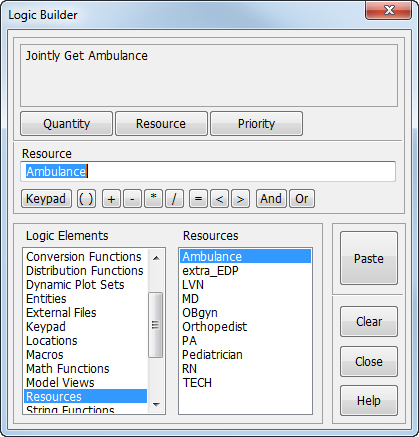 Logic Builder
Jointly Get Ambulance
Quantity Resource Priority
Resource
Ambulance
Keypad ( ) + - * / = < > And Or
Logic Elements
Conversion Functions
Distribution Functions
Dynamic Plot Sets
Entities
External Files
Keypad
Locations
Macros
Math Functions
Model Views
Resources
String Functions
Resources
Ambulance
extra_EDP
LVN
MD
OBgyn
Orthopedist
PA
Pediatrician
RN
TECH
Paste
Clear
Close
Help